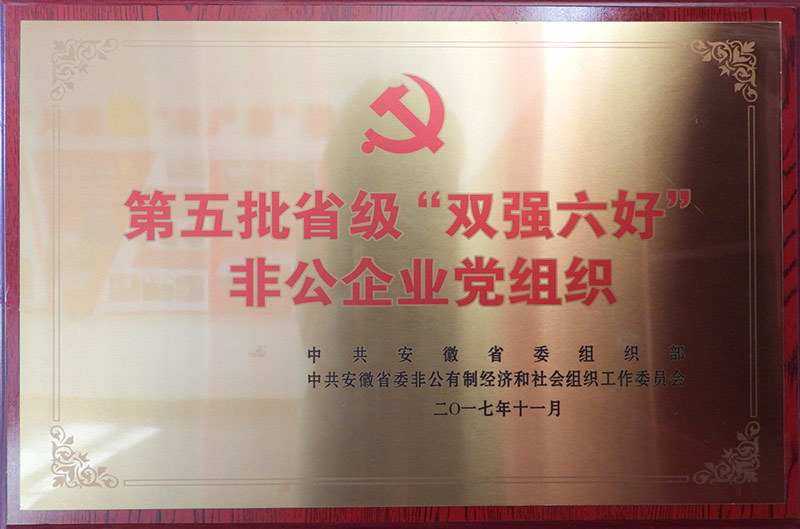 第五批省级“双强六好”
非公企业党组织
中共安徽省委组织部
中共安徽省委非公有制经济和社会组织工作委员会
二〇一七年十一月